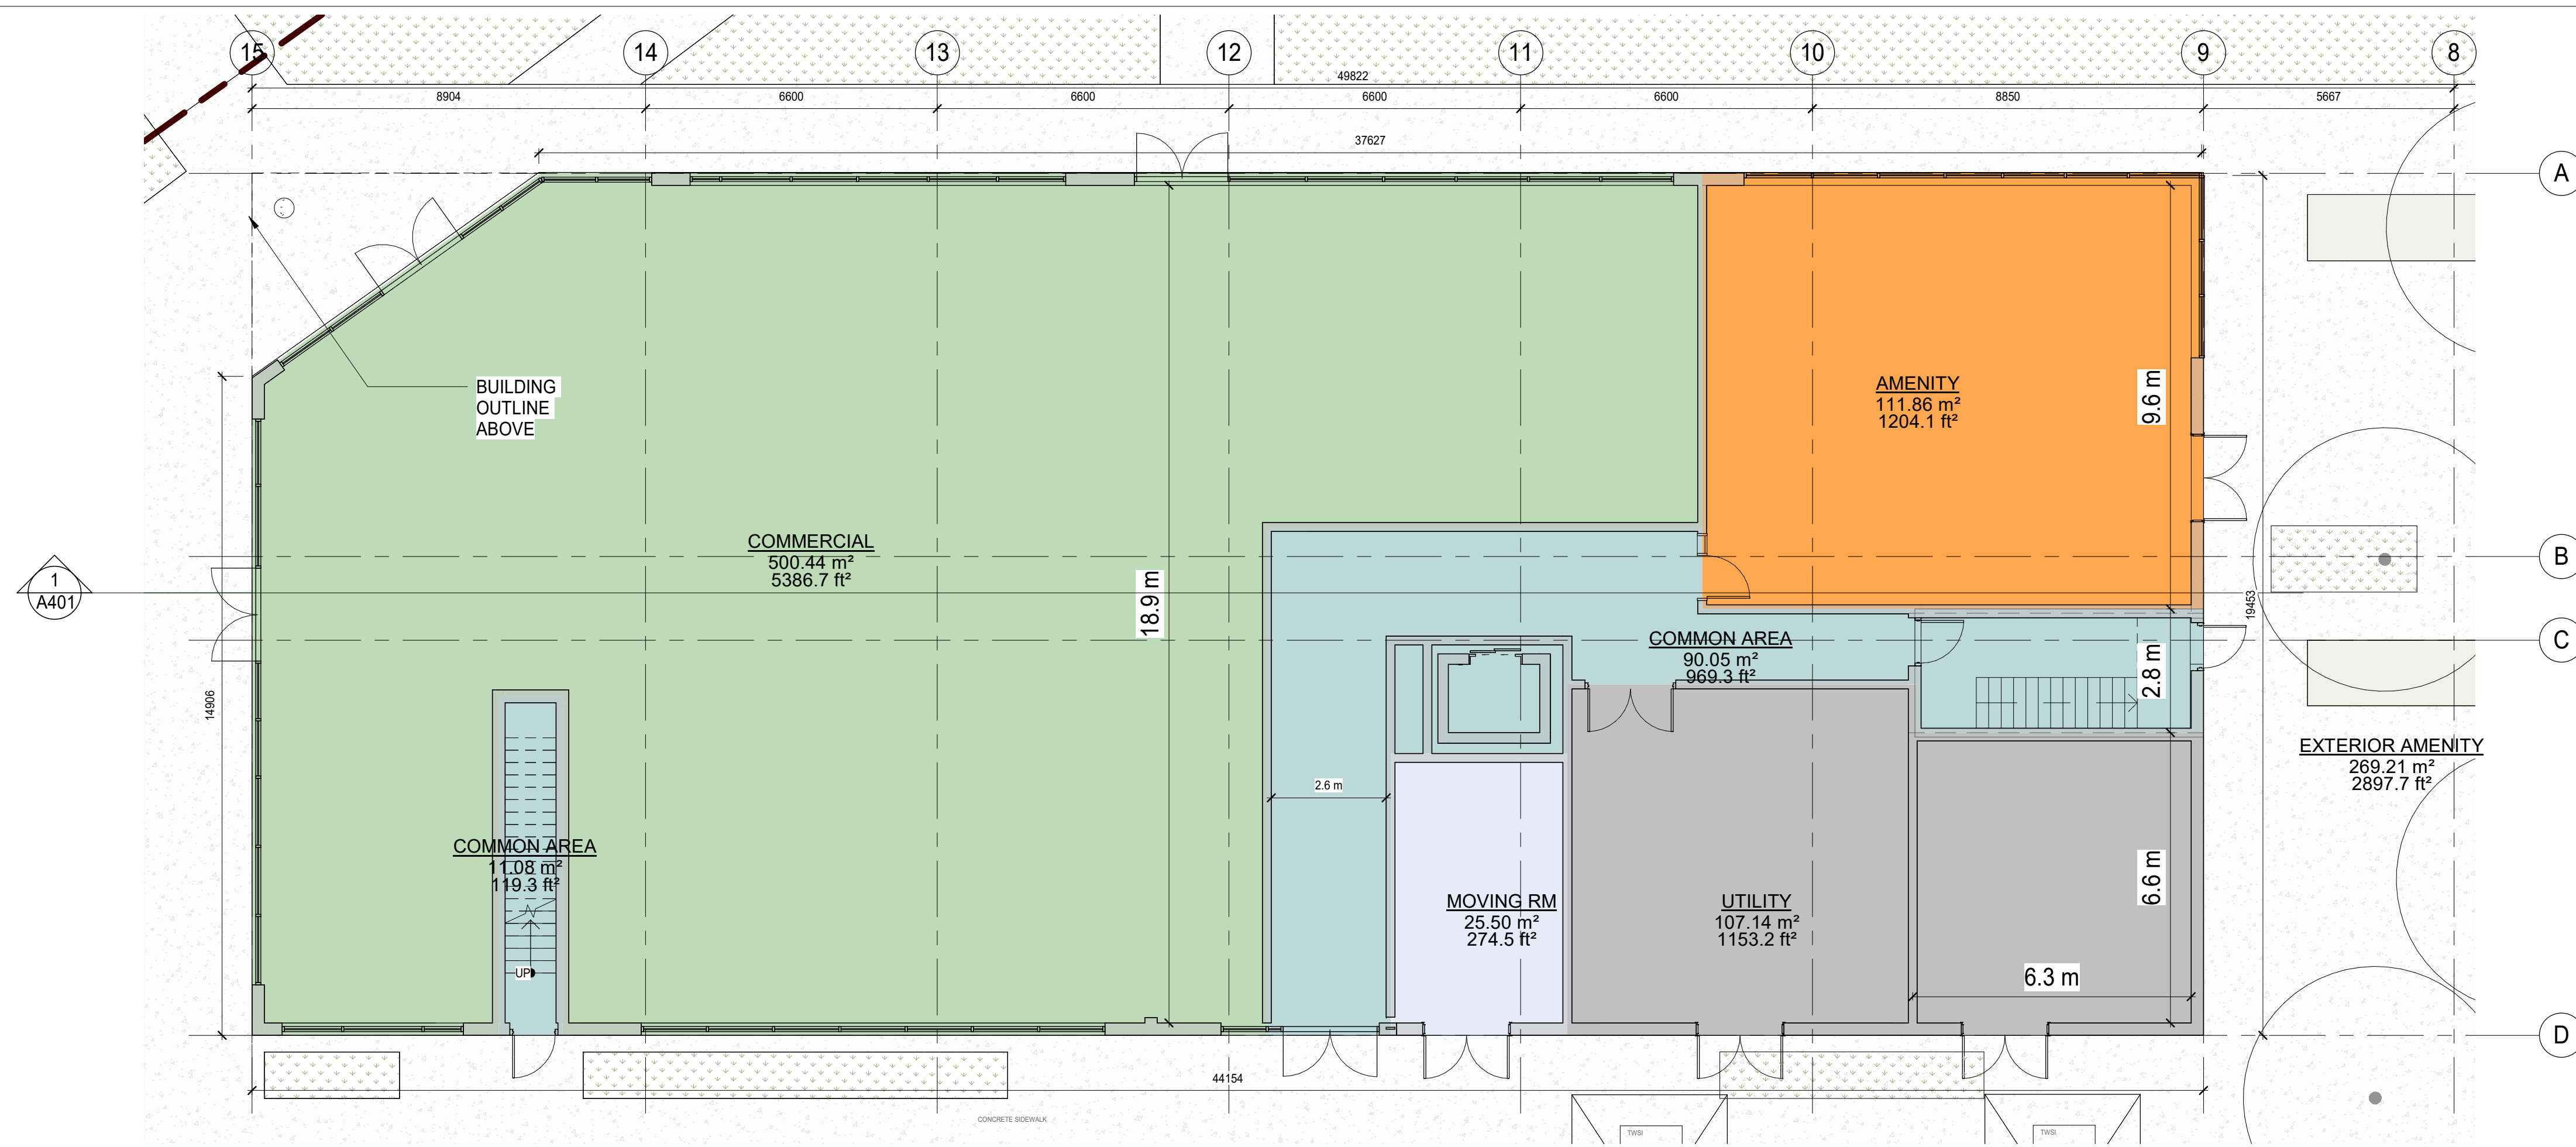 15
14
13
12
11
10
9
8
49822
8904
6600
6600
6600
6600
8850
5667
37627
A
BUILDING
OUTLINE
ABOVE
AMENITY
111.86 m²
1204.1 ft²
9.6 m
COMMERCIAL
500.44 m²
5386.7 ft²
18.9 m
B
1
A401
19453
COMMON AREA
90.05 m²
969.3 ft²
C
2.8 m
14906
EXTERIOR AMENITY
269.21 m²
2897.7 ft²
2.6 m
COMMON AREA
11.08 m²
119.3 ft²
6.6 m
MOVING RM
25.50 m²
274.5 ft²
UTILITY
107.14 m²
1153.2 ft²
UP
6.3 m
D
44154
CONCRETE SIDEWALK
TWSI
TWSI